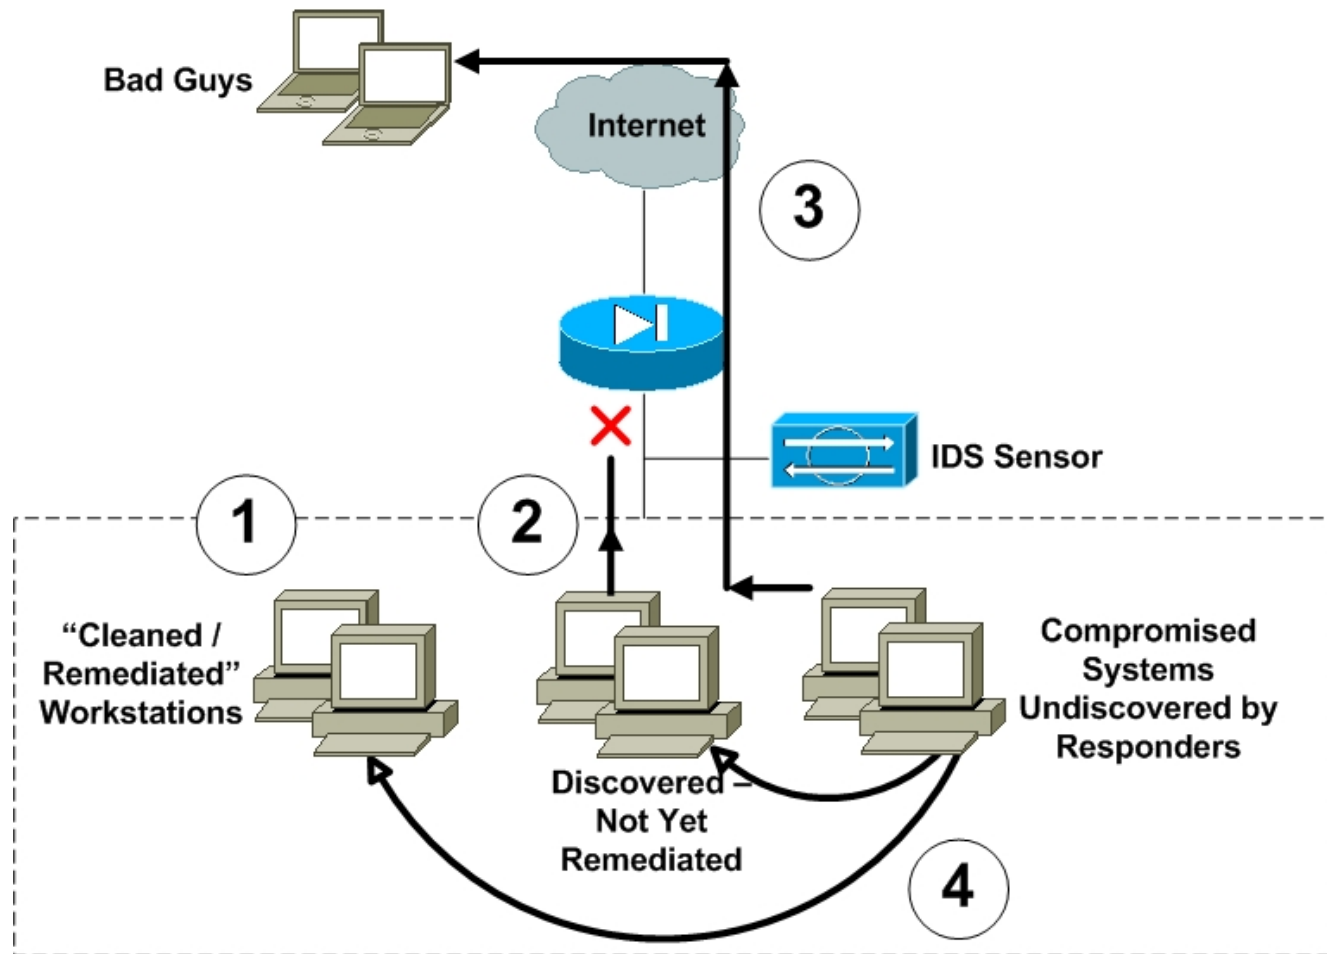 Bad Guys
Internet
3
IDS Sensor
1
2
“Cleaned /
Remediated”
Workstations
Discovered –
Not Yet
Remediated
Compromised
Systems
Undiscovered by
Responders
4